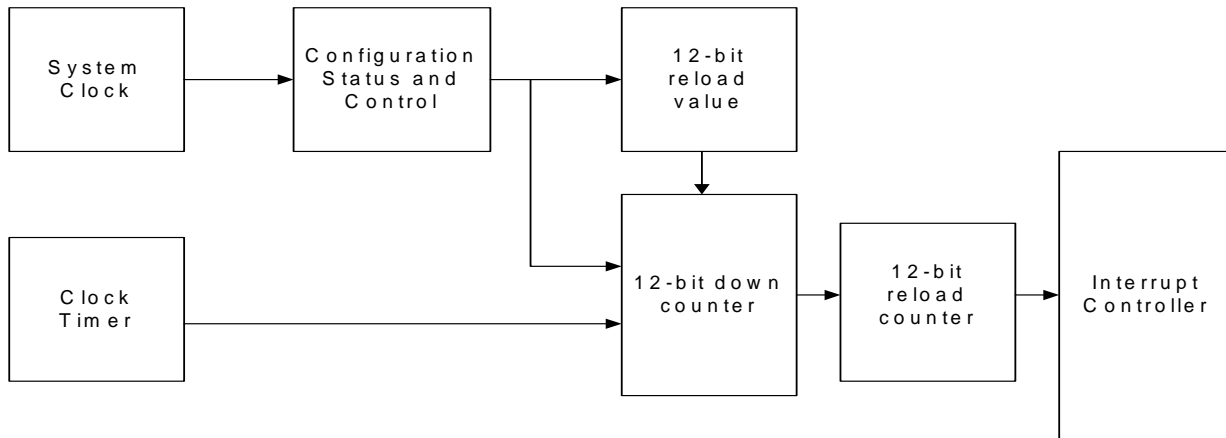 System
Clock
Configuration
Status and
Control
12-bit
reload
value
Clock
Timer
12-bit down
counter
12-bit
reload
counter
Interrupt
Controller